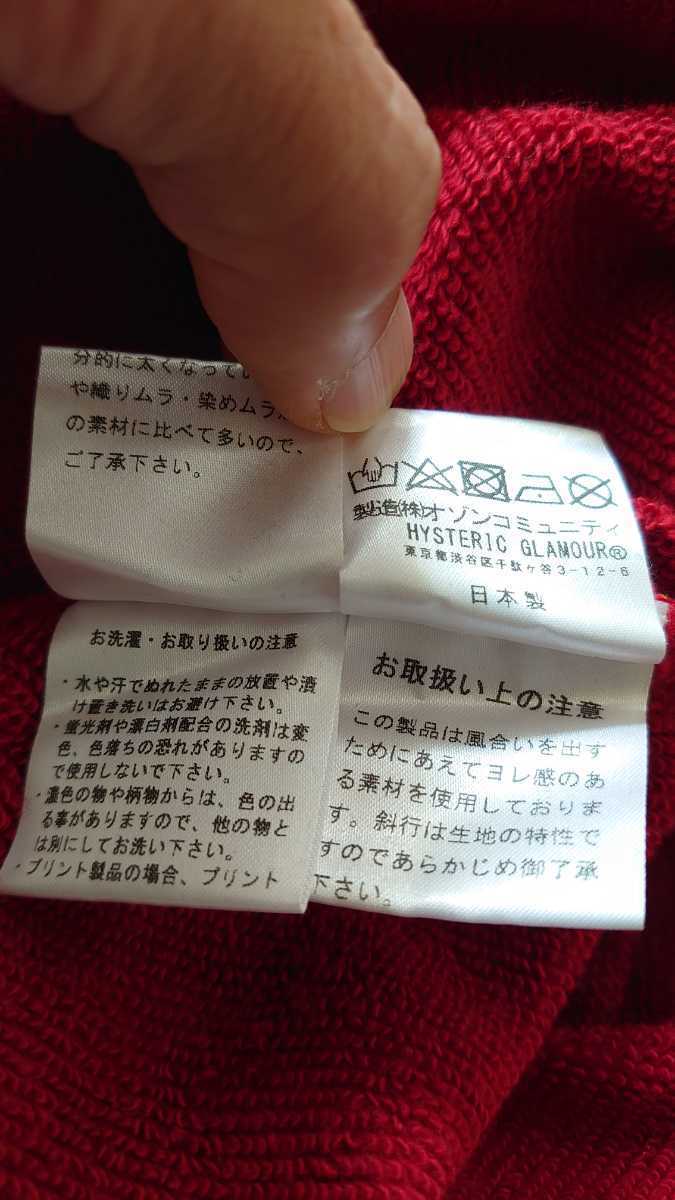 分的に太くなってい
や織りムラ・染めムラ
の素材に比べて多いので、
ご了承下さい。
製造(株)オゾンコミュニティ
HYSTERIC GLAMOUR®
東京都渋谷区千駄ヶ谷3-12-6
日本製
お洗濯・お取り扱いの注意
・水や汗でぬれたままの放置や漬
け置き洗いはお避け下さい。
・蛍光剤や漂白剤配合の洗剤は変
色、色落ちの恐れがありますの
で使用しないで下さい。
・濃色の物や柄物からは、色の出
る事がありますので、他の物と
は別にしてお洗い下さい。
・プリント製品の場合、プリント
お取扱い上の注意
この製品は風合いを出す
ためにあえてヨレ感のあ
る素材を使用しておりま
す。斜行は生地の特性で
すのであらかじめ御了承
下さい。